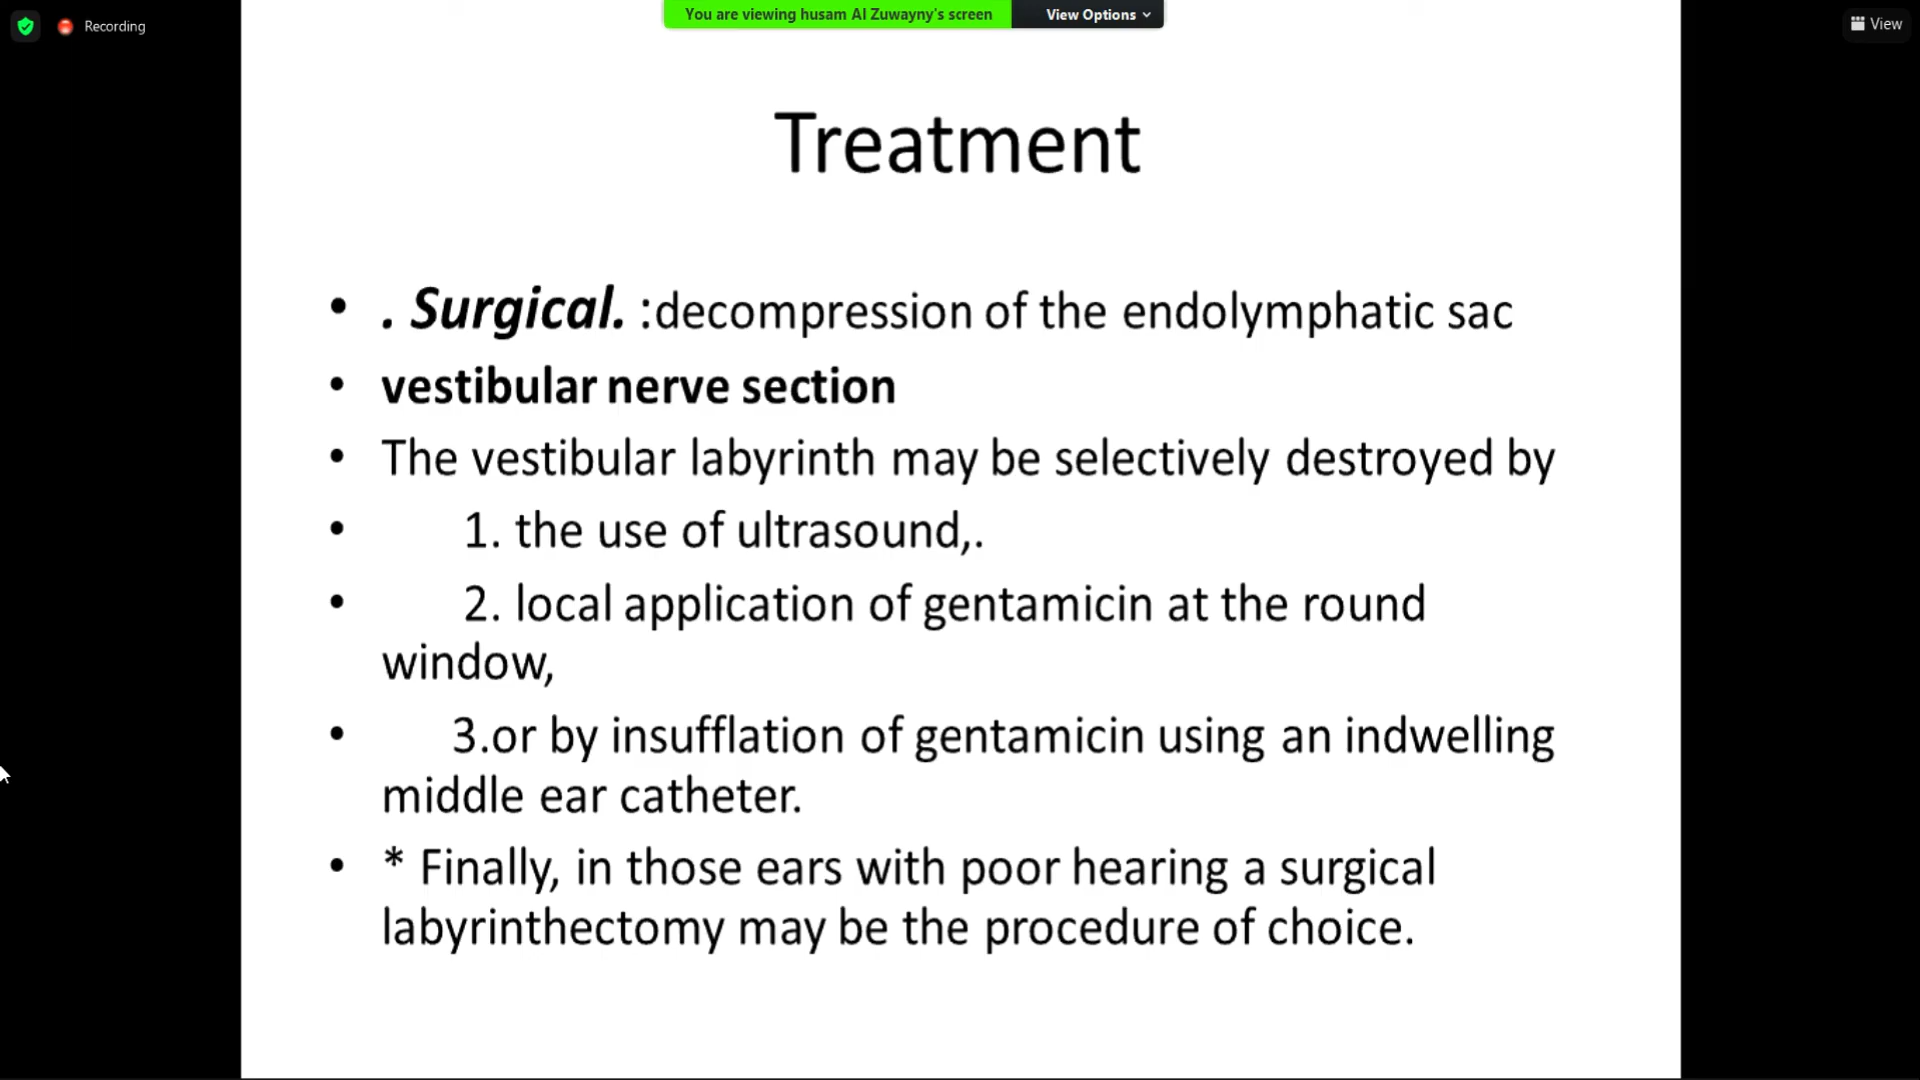 Recording
You are viewing husam Al Zuwayny's screen
View Options
View
Treatment
• . Surgical. :decompression of the endolymphatic sac
• vestibular nerve section
• The vestibular labyrinth may be selectively destroyed by
• 1. the use of ultrasound,.
• 2. local application of gentamicin at the round
window,
• 3.or by insufflation of gentamicin using an indwelling
middle ear catheter.
• * Finally, in those ears with poor hearing a surgical
labyrinthectomy may be the procedure of choice.